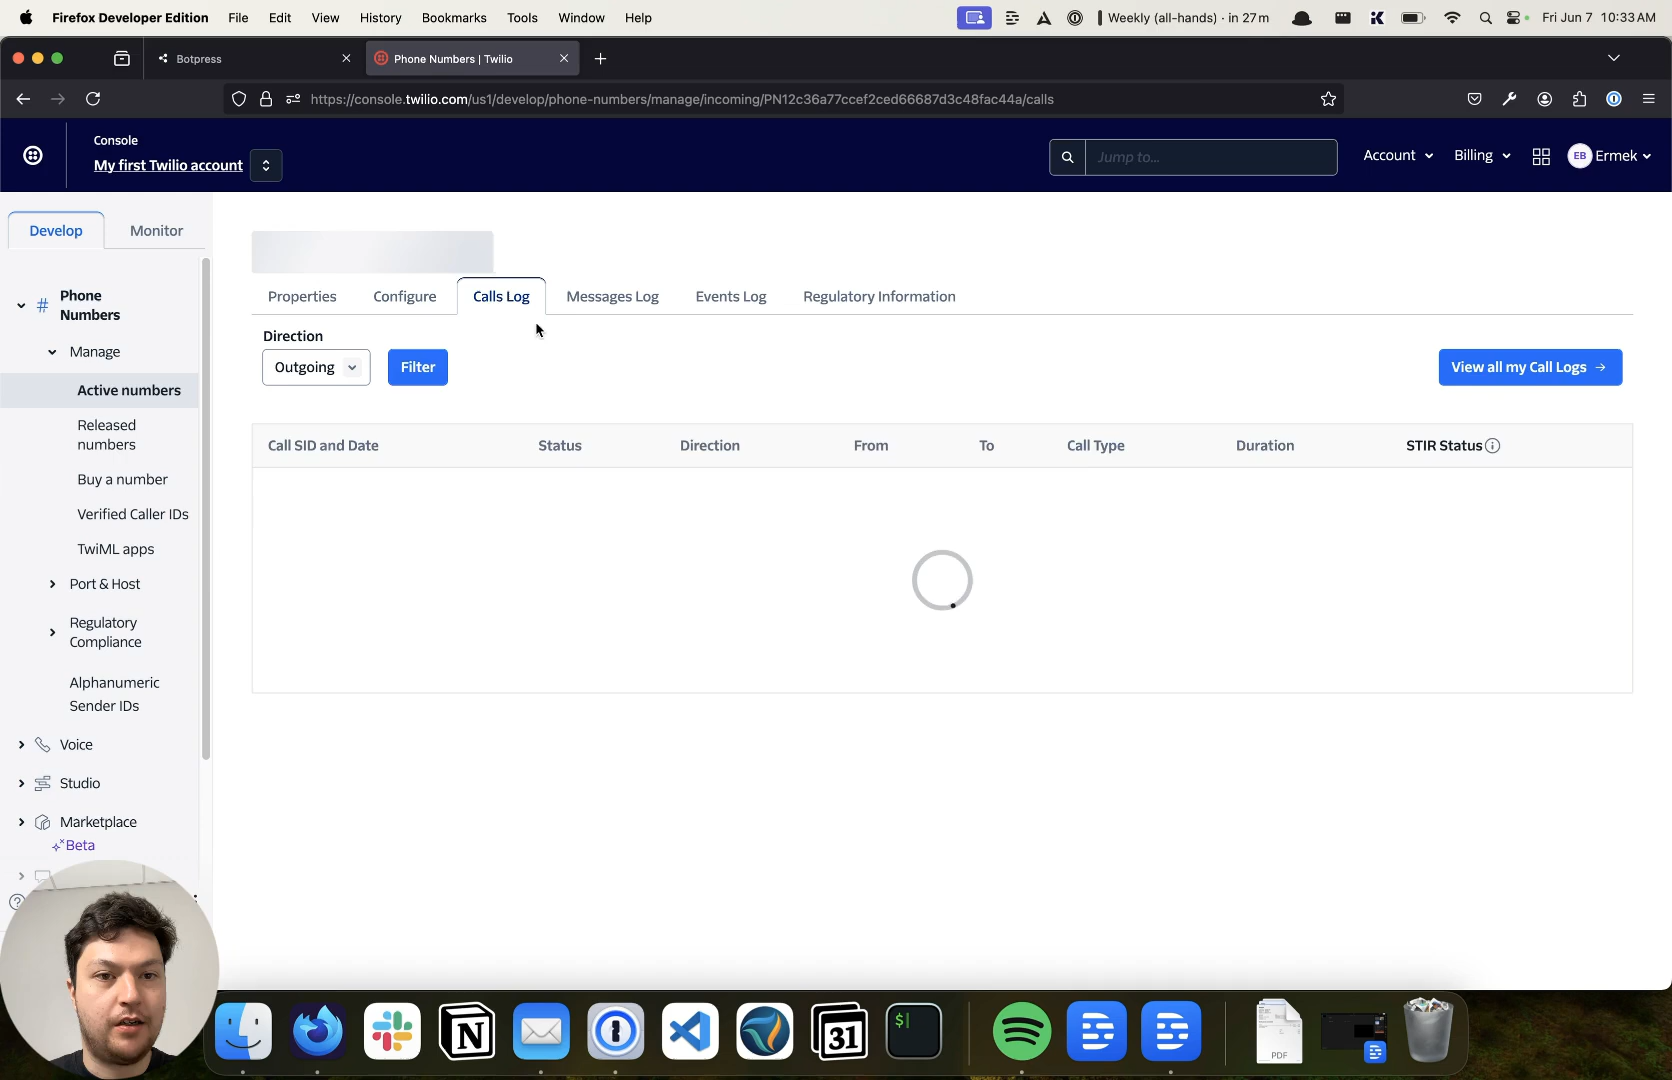 Firefox Developer Edition File Edit View History Bookmarks Tools Window Help Weekly (all-hands) · in 27 m Fri Jun 7 10:33 AM
Botpress
Phone Numbers | Twilio
https://console.twilio.com/us1/develop/phone-numbers/manage/incoming/PN12c36a77ccef2ced66687d3c48fac44a/calls
Console
My first Twilio account
Jump to...
Account
Billing
EB
Ermek
Develop
Monitor
Phone
Numbers
Manage
Active numbers
Released
numbers
Buy a number
Verified Caller IDs
TwiML apps
Port & Host
Regulatory
Compliance
Alphanumeric
Sender IDs
Voice
Studio
Marketplace
Beta
Properties
Configure
Calls Log
Messages Log
Events Log
Regulatory Information
Direction
Outgoing
Filter
View all my Call Logs
Call SID and Date
Status
Direction
From
To
Call Type
Duration
STIR Status
31
$
PDF